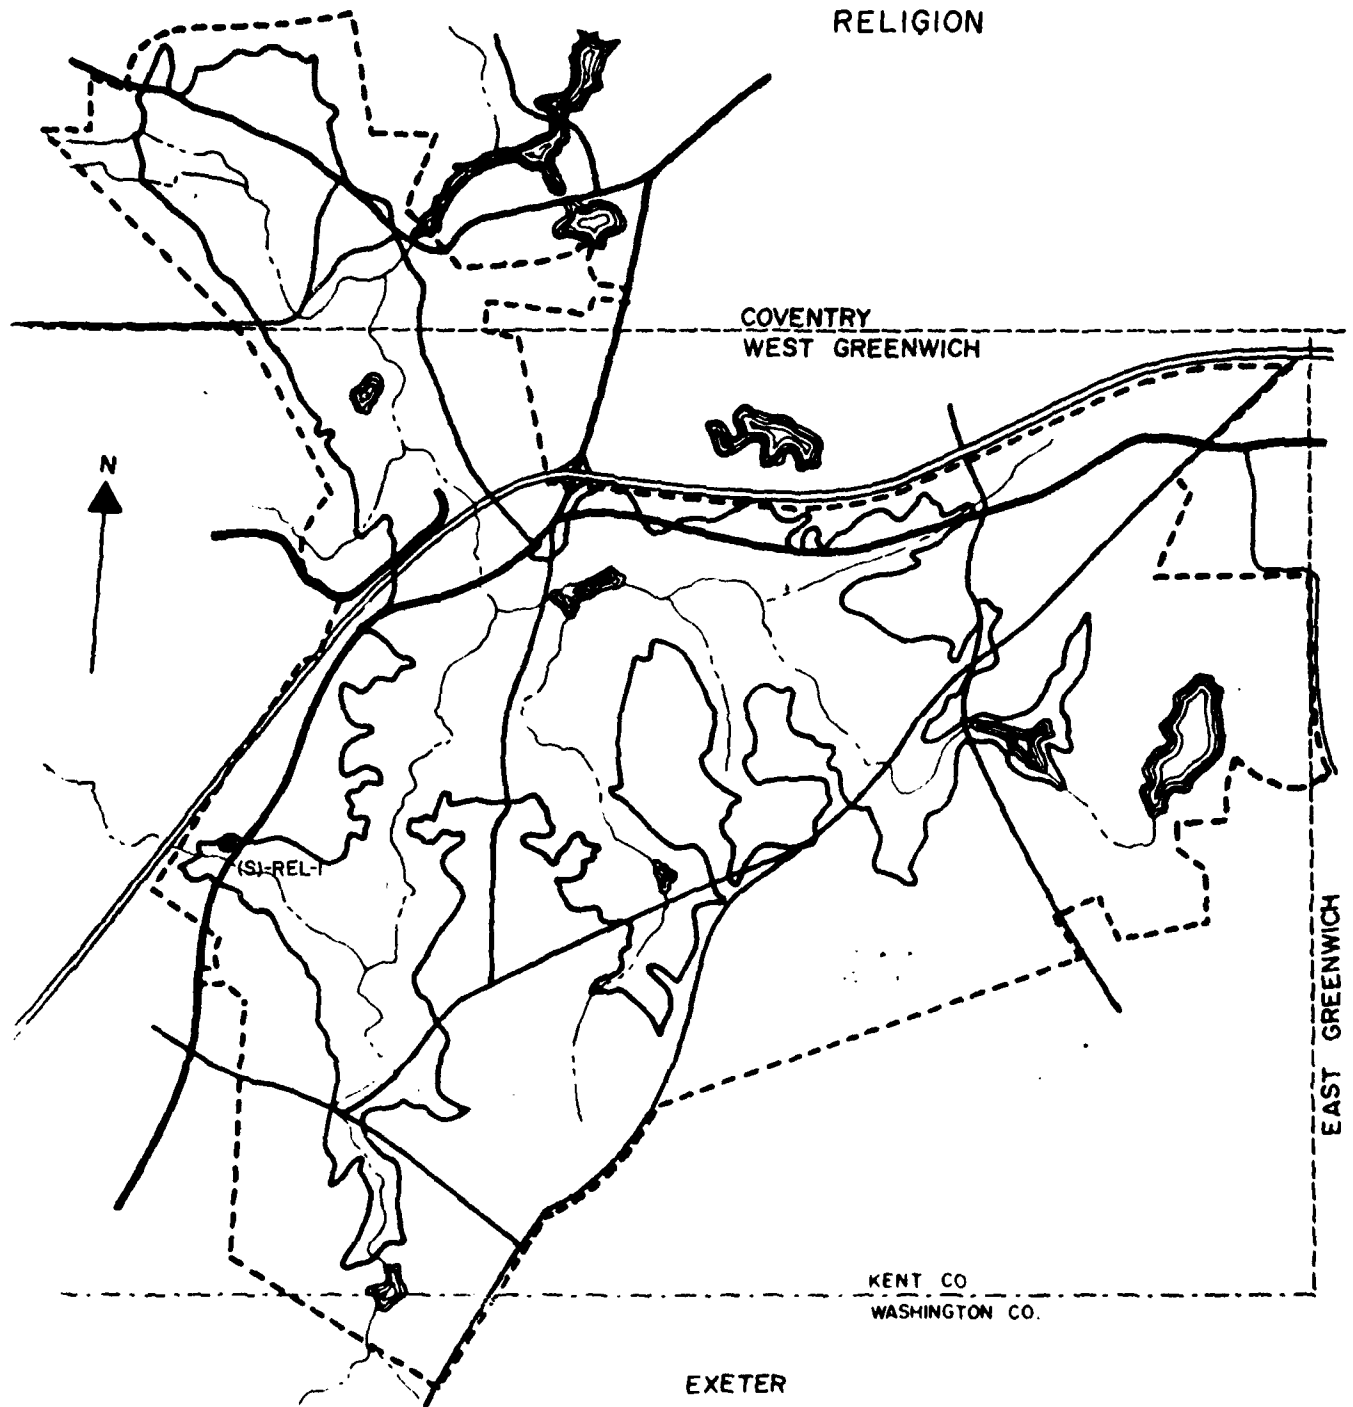 RELIGION
COVENTRY
WEST GREENWICH
N
(S)-REL-1
EAST GREENWICH
KENT CO
WASHINGTON CO.
EXETER